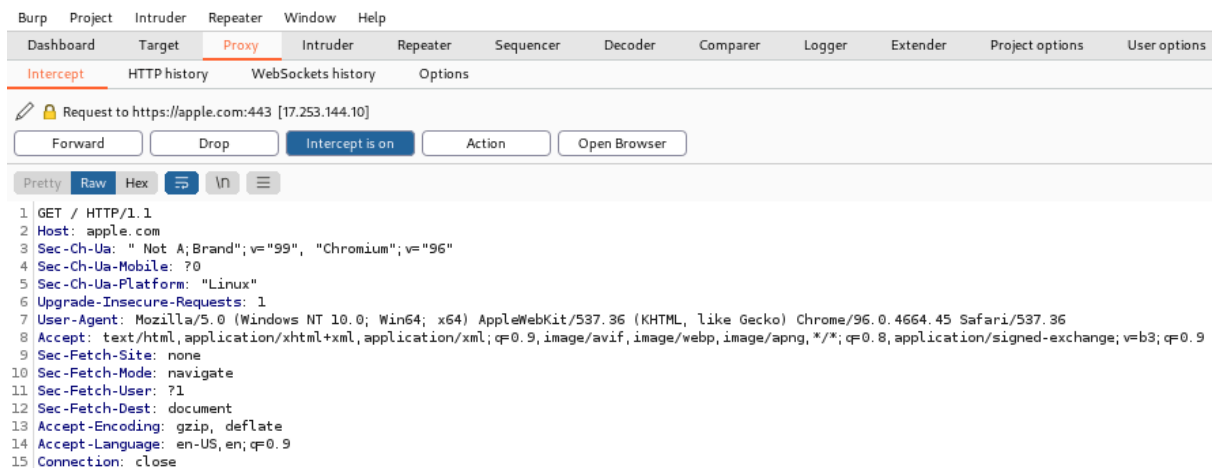 Burp Project Intruder Repeater Window Help
Dashboard Target Proxy Intruder Repeater Sequencer Decoder Comparer Logger Extender Project options User options
Intercept HTTP history WebSockets history Options
Request to https://apple.com:443 [17.253.144.10]
Forward Drop Intercept is on Action Open Browser
Pretty Raw Hex \n
1 GET / HTTP/1.1
2 Host: apple.com
3 Sec-Ch-Ua: " Not A;Brand";v="99", "Chromium";v="96"
4 Sec-Ch-Ua-Mobile: ?0
5 Sec-Ch-Ua-Platform: "Linux"
6 Upgrade-Insecure-Requests: 1
7 User-Agent: Mozilla/5.0 (Windows NT 10.0; Win64; x64) AppleWebKit/537.36 (KHTML, like Gecko) Chrome/96.0.4664.45 Safari/537.36
8 Accept: text/html,application/xhtml+xml,application/xml;q=0.9,image/avif,image/webp,image/apng,*/*;q=0.8,application/signed-exchange;v=b3;q=0.9
9 Sec-Fetch-Site: none
10 Sec-Fetch-Mode: navigate
11 Sec-Fetch-User: ?1
12 Sec-Fetch-Dest: document
13 Accept-Encoding: gzip, deflate
14 Accept-Language: en-US,en;q=0.9
15 Connection: close